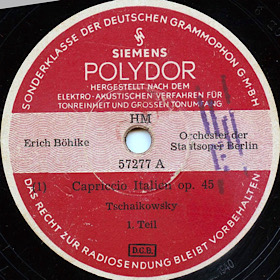 SONDERKLASSE DER DEUTSCHEN GRAMMOPHON G·M·B·H
SIEMENS
POLYDOR
HERGESTELLT NACH DEM
ELEKTRO-AKUSTISCHEN VERFAHREN FÜR
TONREINHEIT UND GROSSEN TONUMFANG
HM
Erich Böhlke
Orchester der
Staatsoper Berlin
57277 A
(1) Capriccio Italien op. 45
Tschaikowsky
1. Teil
DCR
DAS RECHT ZUR RADIOSENDUNG BLEIBT VORBEHALTEN